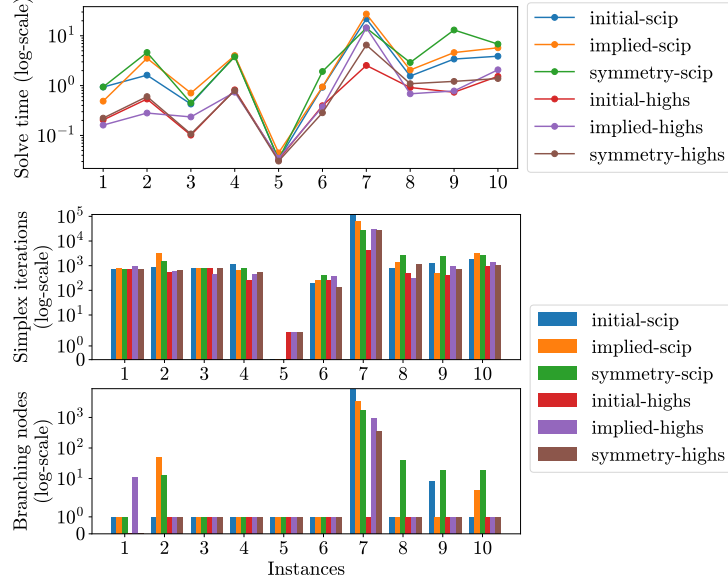 Solve time (log-scale)
10^1
10^0
10^−1
1 2 3 4 5 6 7 8 9 10
initial-scip
implied-scip
symmetry-scip
initial-highs
implied-highs
symmetry-highs
Simplex iterations
(log-scale)
10^5
10^4
10^3
10^2
10^1
10^0
0
1 2 3 4 5 6 7 8 9 10
initial-scip
implied-scip
symmetry-scip
initial-highs
implied-highs
symmetry-highs
Branching nodes
(log-scale)
10^3
10^2
10^1
10^0
0
1 2 3 4 5 6 7 8 9 10
Instances